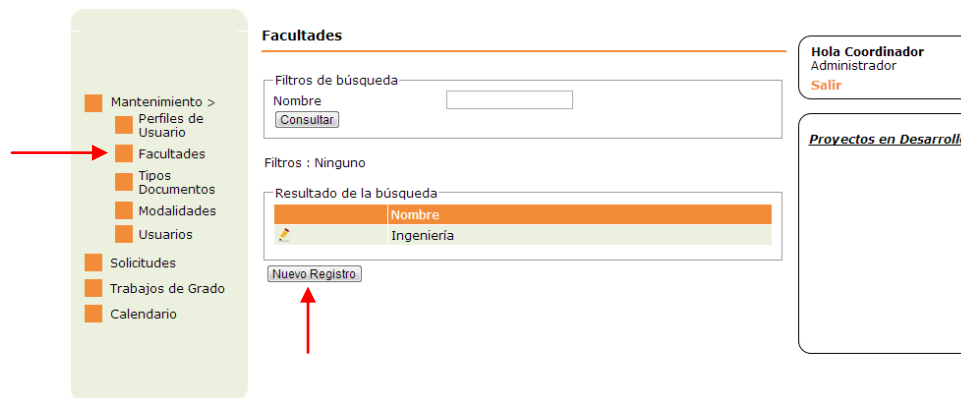 Mantenimiento >
Perfiles de
Usuario
Facultades
Tipos
Documentos
Modalidades
Usuarios
Solicitudes
Trabajos de Grado
Calendario
Facultades
Filtros de búsqueda
Nombre
Consultar
Filtros : Ninguno
Resultado de la búsqueda
Nombre
Ingeniería
Nuevo Registro
Hola Coordinador
Administrador
Salir
Proyectos en Desarroll